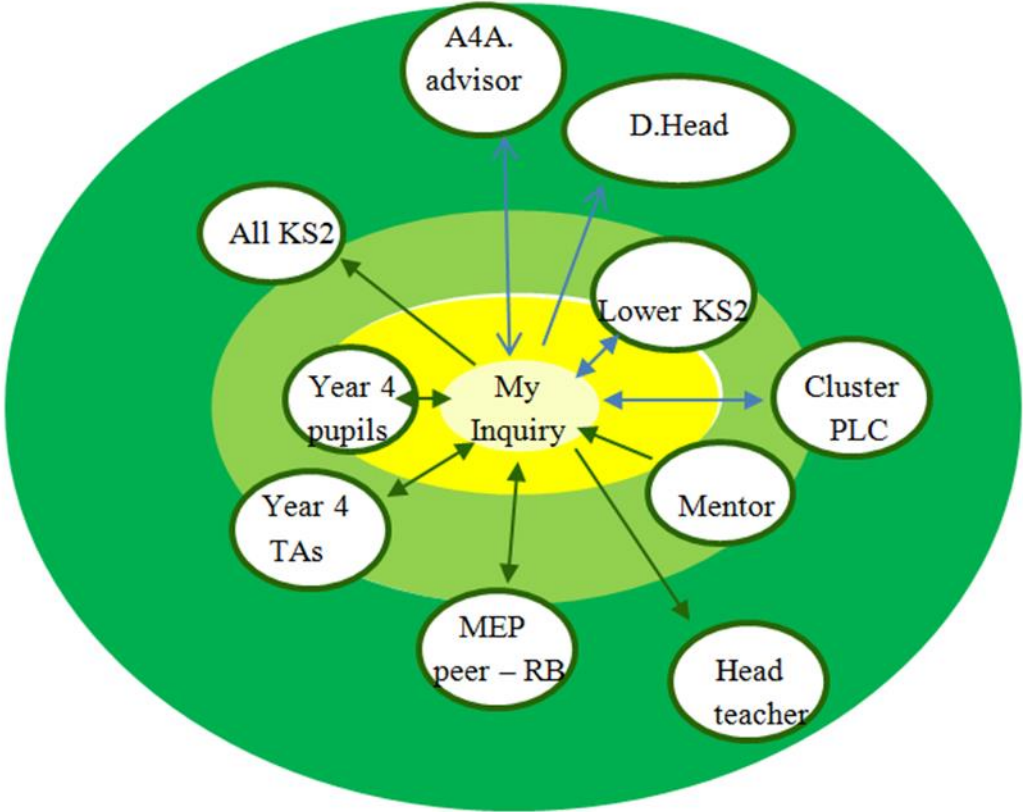 A4A.
advisor
D.Head
All KS2
Lower KS2
Year 4
pupils
My
Inquiry
Cluster
PLC
Year 4
TAs
Mentor
MEP
peer – RB
Head
teacher